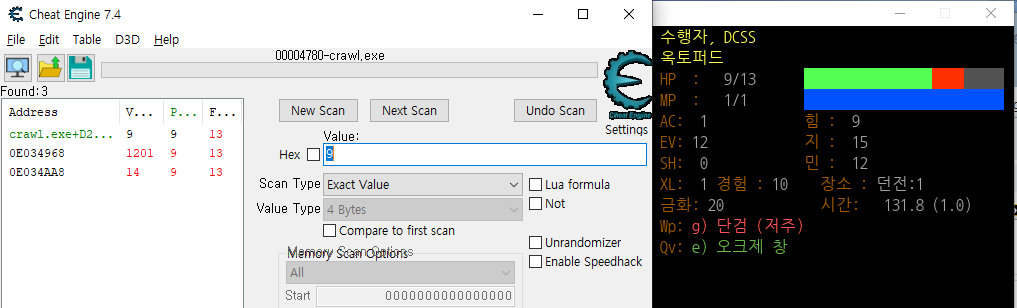 Cheat Engine 7.4
File Edit Table D3D Help
00004780-crawl.exe
Found:3
Address V... P... F...
crawl.exe+D2... 9 9 13
0E034968 1201 9 13
0E034AA8 14 9 13
New Scan Next Scan Undo Scan
Cheat Engine
Settings
Value:
Hex 9
Scan Type Exact Value
Lua formula
Not
Value Type 4 Bytes
Compare to first scan
Unrandomizer
Enable Speedhack
Memory Scan Options
All
Start 0000000000000000
수행자, DCSS
옥토퍼드
HP : 9/13
MP : 1/1
AC: 1 힘 : 9
EV: 12 지 : 15
SH: 0 민 : 12
XL: 1 경험 : 10 장소 : 던전:1
금화: 20 시간: 131.8 (1.0)
Wp: g) 단검 (저주)
Qv: e) 오크제 창